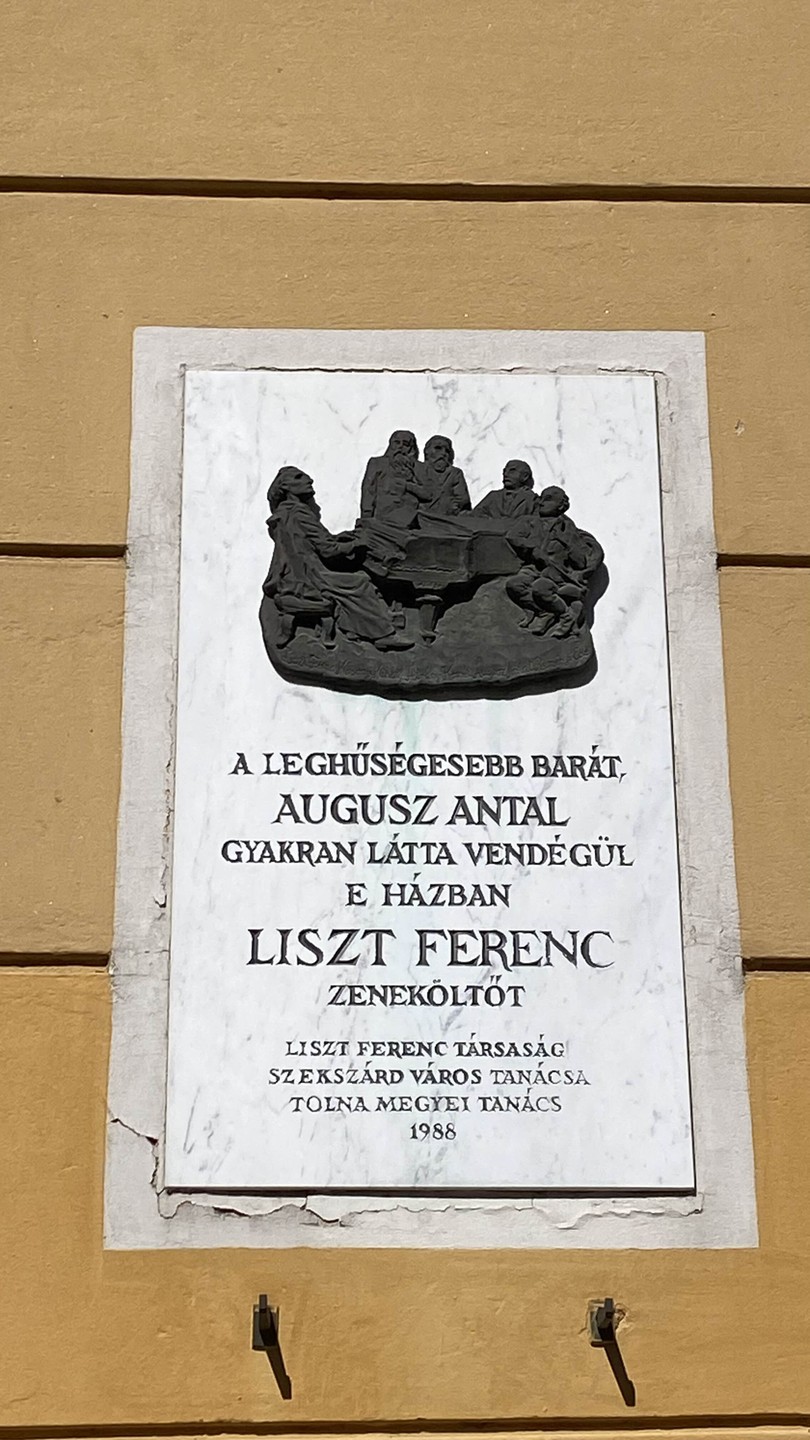 A LEGHŰSÉGESEBB BARÁT,
AUGUSZ ANTAL
GYAKRAN LÁTTA VENDÉGÜL
E HÁZBAN
LISZT FERENC
ZENEKÖLTŐT
LISZT FERENC TÁRSASÁG
SZEKSZÁRD VÁROS TANÁCSA
TOLNA MEGYEI TANÁCS
1988